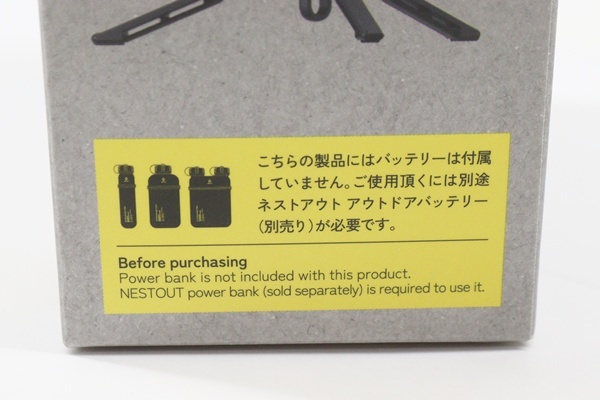 こちらの製品にはバッテリーは付属
していません。ご使用頂くには別途
ネストアウト アウトドアバッテリー
(別売り)が必要です。
Before purchasing
Power bank is not included with this product.
NESTOUT power bank (sold separately) is required to use it.